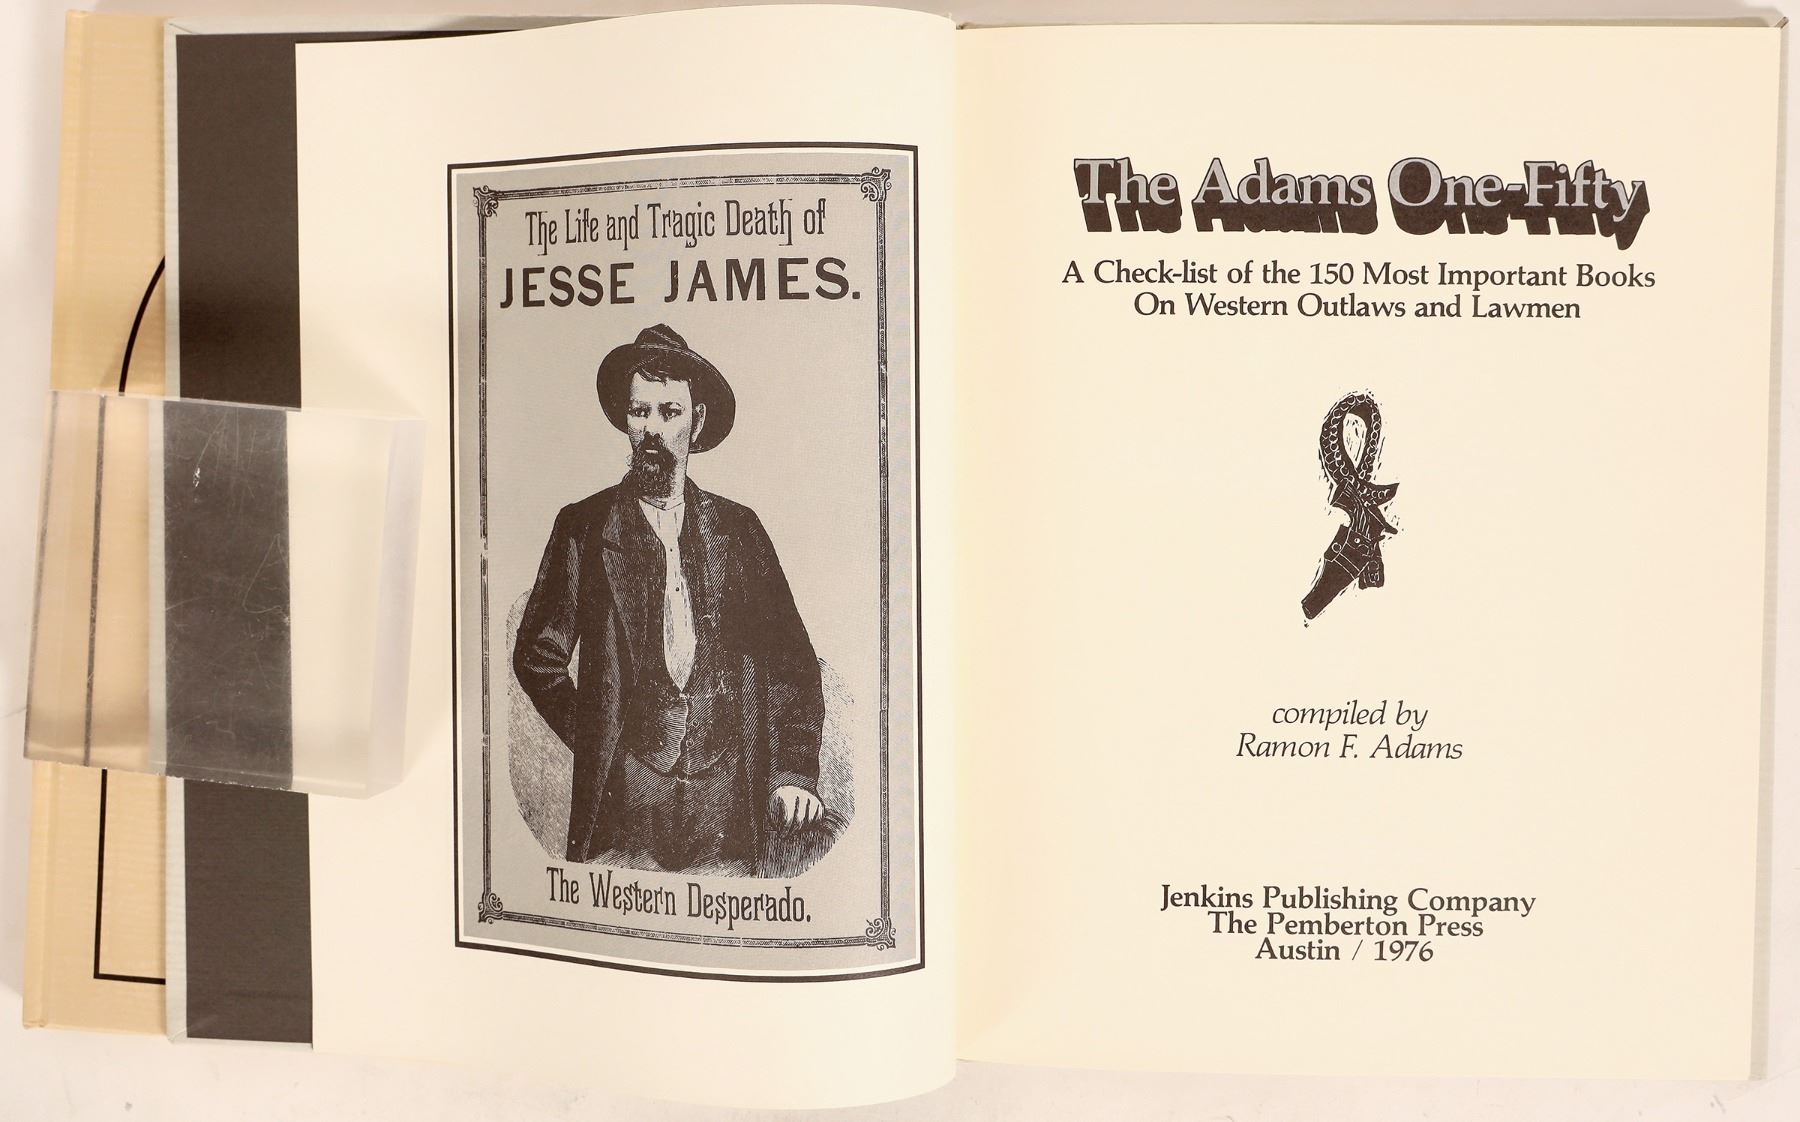 The Life and Tragic Death of
JESSE JAMES.
The Western Desperado.
The Adams One-Fifty
A Check-list of the 150 Most Important Books
On Western Outlaws and Lawmen
compiled by
Ramon F. Adams
Jenkins Publishing Company
The Pemberton Press
Austin / 1976